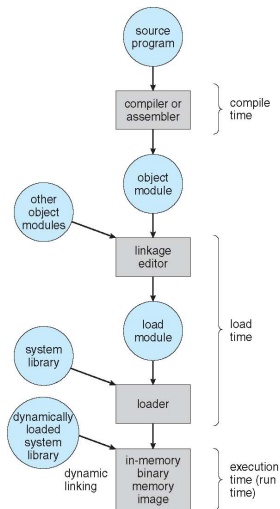 source
program
compiler or
assembler
compile
time
object
module
other
object
modules
linkage
editor
load
module
load
time
system
library
loader
dynamically
loaded
system
library
dynamic
linking
in-memory
binary
memory
image
execution
time (run
time)